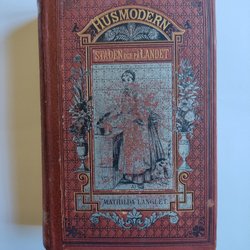 HUSMODERN
I STADEN OCH PÅ LANDET
MATHILDA LANGLET